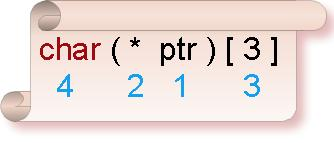 char ( * ptr ) [ 3 ]
4 2 1 3